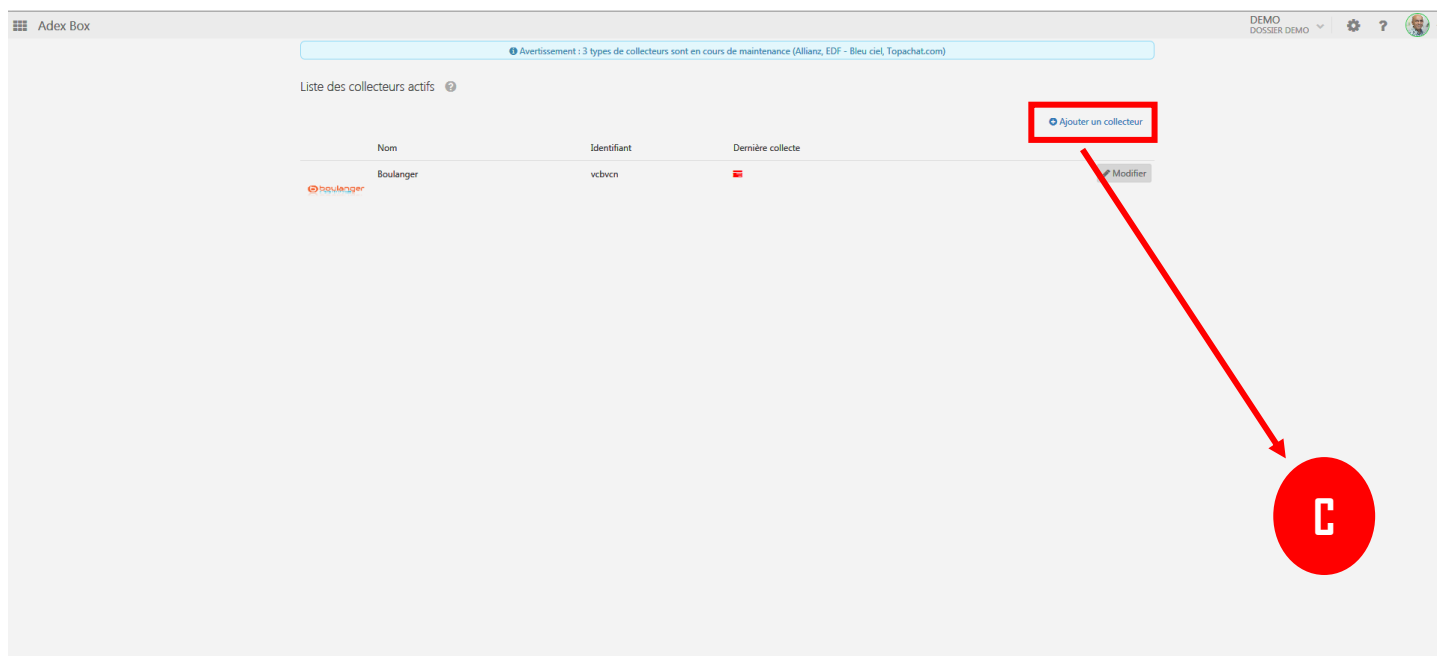 Adex Box
DEMO
DOSSIER DEMO
?
Avertissement : 3 types de collecteurs sont en cours de maintenance (Allianz, EDF - Bleu ciel, Topachat.com)
Liste des collecteurs actifs ?
Ajouter un collecteur
Nom Identifiant Dernière collecte
Boulanger vcbvcn Modifier
boulanger
C